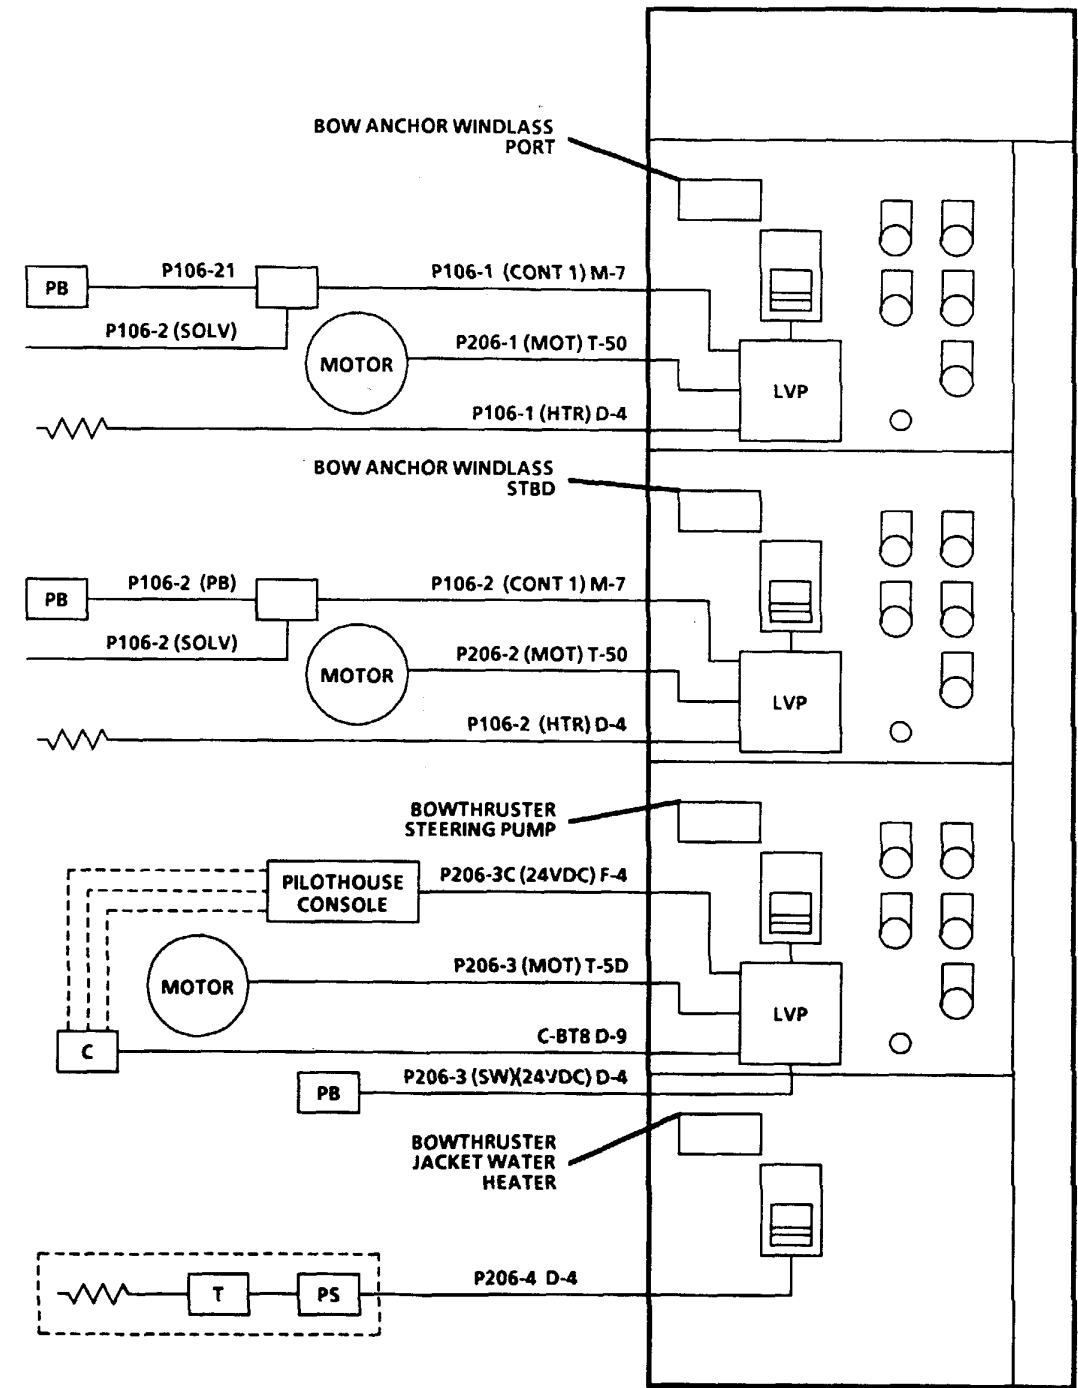 BOW ANCHOR WINDLASS
PORT
P106-21
P106-1 (CONT 1) M-7
PB
P106-2 (SOLV)
P206-1 (MOT) T-50
MOTOR
LVP
P106-1 (HTR) D-4
BOW ANCHOR WINDLASS
STBD
P106-2 (PB)
P106-2 (CONT 1) M-7
PB
P106-2 (SOLV)
P206-2 (MOT) T-50
MOTOR
LVP
P106-2 (HTR) D-4
BOWTHRUSTER
STEERING PUMP
P206-3C (24VDC) F-4
PILOTHOUSE
CONSOLE
P206-3 (MOT) T-5D
MOTOR
LVP
C-BT8 D-9
C
P206-3 (SW)(24VDC) D-4
PB
BOWTHRUSTER
JACKET WATER
HEATER
P206-4 D-4
T
PS